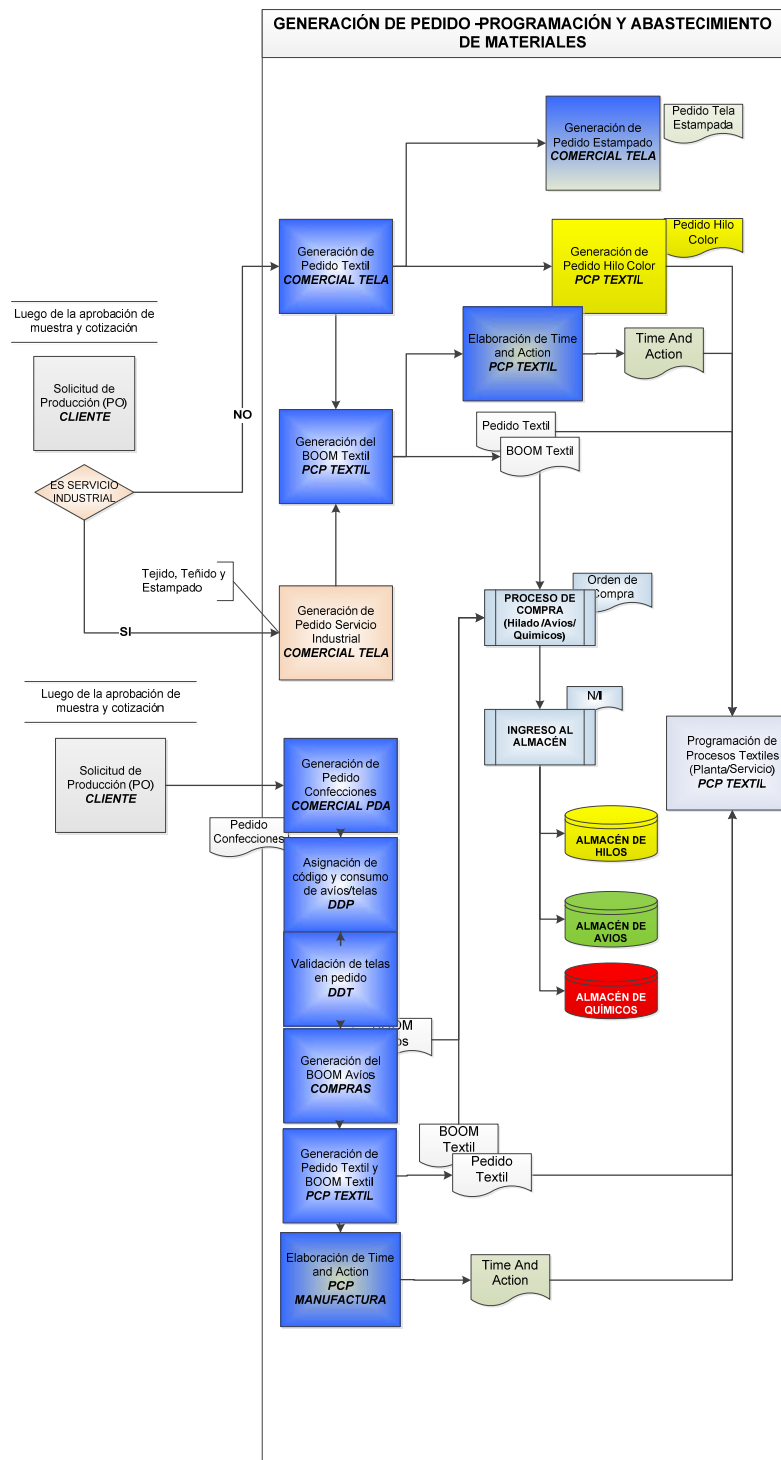 GENERACIÓN DE PEDIDO -PROGRAMACIÓN Y ABASTECIMIENTO
DE MATERIALES
Pedido Tela
Estampada
Generación de
Pedido Estampado
COMERCIAL TELA
Pedido Hilo
Color
Generación de
Pedido Textil
COMERCIAL TELA
Generación de
Pedido Hilo Color
PCP TEXTIL
Luego de la aprobación de
muestra y cotización
Elaboración de Time
and Action
PCP TEXTIL
Time And
Action
Solicitud de
Producción (PO)
CLIENTE
NO
Generación del
BOOM Textil
PCP TEXTIL
Pedido Textil
BOOM Textil
ES SERVICIO
INDUSTRIAL
Tejido, Teñido y
Estampado
Orden de
Compra
PROCESO DE
COMPRA
(Hilado /Avios/
Quimicos)
Generación de
Pedido Servicio
Industrial
COMERCIAL TELA
SI
Luego de la aprobación de
muestra y cotización
N/I
INGRESO AL
ALMACÉN
Programación de
Procesos Textiles
(Planta/Servicio)
PCP TEXTIL
Solicitud de
Producción (PO)
CLIENTE
Generación de
Pedido
Confecciones
COMERCIAL PDA
Pedido
Confecciones
ALMACÉN DE
HILOS
Asignación de
código y consumo
de avíos/telas
DDP
ALMACÉN DE
AVIOS
Validación de telas
en pedido
DDT
ALMACÉN DE
QUÍMICOS
BOOM
Generación del
BOOM Avíos
COMPRAS
BOOM
Textil
Generación de
Pedido Textil y
BOOM Textil
PCP TEXTIL
Pedido
Textil
Elaboración de Time
and Action
PCP
MANUFACTURA
Time And
Action